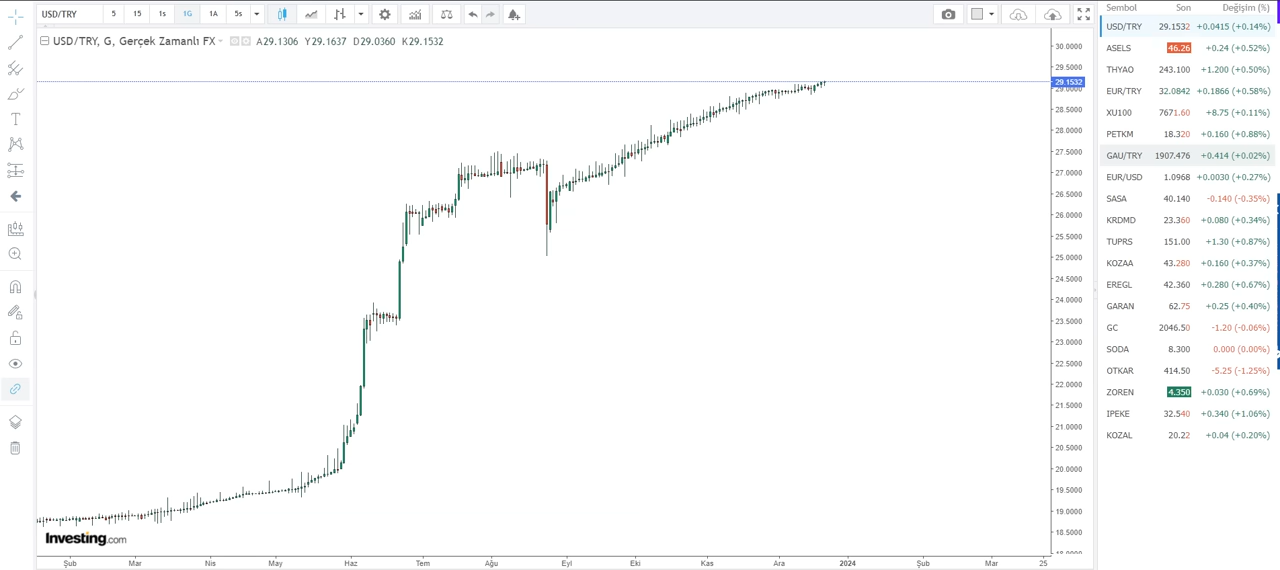 USD/TRY 5 15 1s 1G 1A 5s
USD/TRY, G, Gerçek Zamanlı FX A29.1306 Y29.1637 D29.0360 K29.1532
30.0000
29.5000
29.1532
29.0000
28.5000
28.0000
27.5000
27.0000
26.5000
26.0000
25.5000
25.0000
24.5000
24.0000
23.5000
23.0000
22.5000
22.0000
21.5000
21.0000
20.5000
20.0000
19.5000
19.0000
18.5000
18.0000
Investing.com
Şub Mar Nis May Haz Tem Ağu Eyl Eki Kas Ara 2024 Şub Mar 25
Sembol Son Değişim (%)
USD/TRY 29.1532 +0.0415 (+0.14%)
ASELS 46.26 +0.24 (+0.52%)
THYAO 243.100 +1.200 (+0.50%)
EUR/TRY 32.0842 +0.1866 (+0.58%)
XU100 7671.60 +8.75 (+0.11%)
PETKM 18.320 +0.160 (+0.88%)
GAU/TRY 1907.476 +0.414 (+0.02%)
EUR/USD 1.0968 +0.0030 (+0.27%)
SASA 40.140 -0.140 (-0.35%)
KRDMD 23.360 +0.080 (+0.34%)
TUPRS 151.00 +1.30 (+0.87%)
KOZAA 43.280 +0.160 (+0.37%)
EREGL 42.360 +0.280 (+0.67%)
GARAN 62.75 +0.25 (+0.40%)
GC 2046.50 -1.20 (-0.06%)
SODA 8.300 0.000 (0.00%)
OTKAR 414.50 -5.25 (-1.25%)
ZOREN 4.350 +0.030 (+0.69%)
IPEKE 32.540 +0.340 (+1.06%)
KOZAL 20.22 +0.04 (+0.20%)